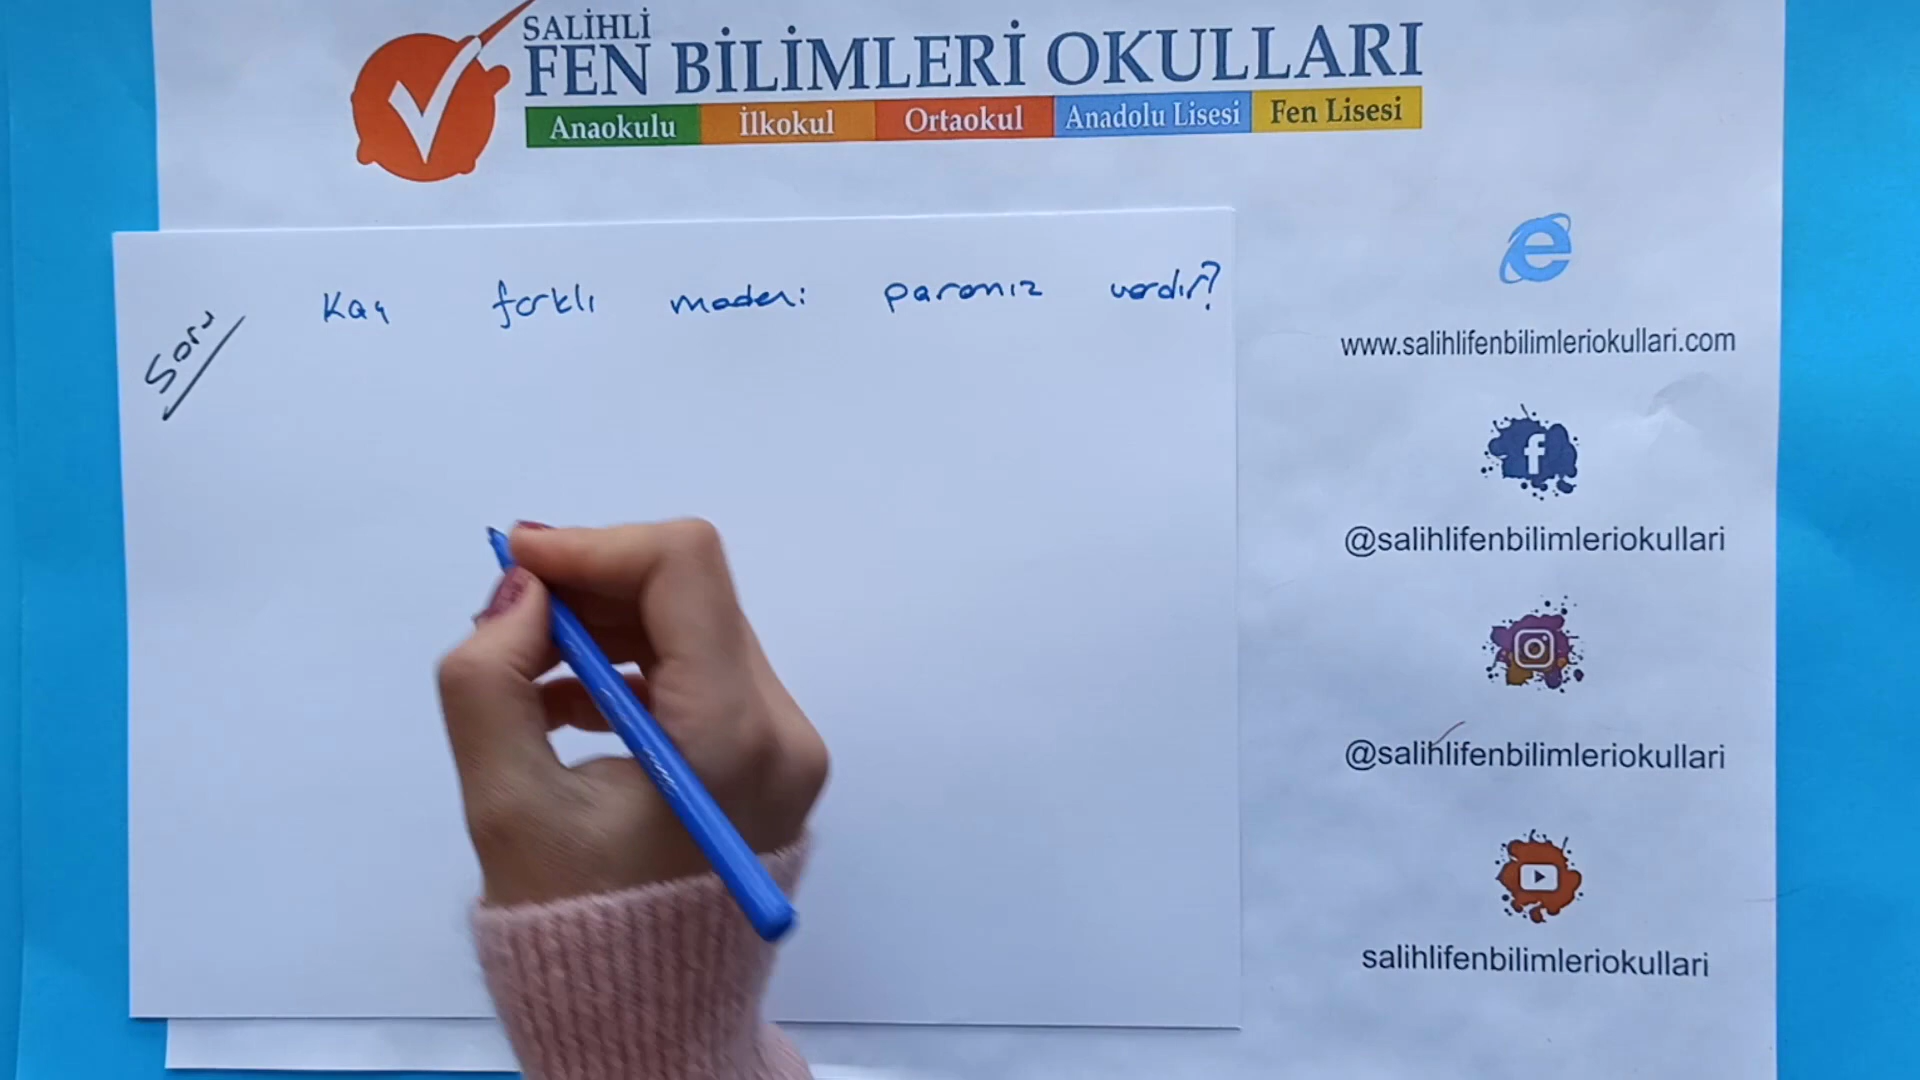 SALİHLİ
FEN BİLİMLERİ OKULLARI
Anaokulu İlkokul Ortaokul Anadolu Lisesi Fen Lisesi
Soru
Kaç farklı madeni paramız vardır?
www.salihlifenbilimleriokullari.com
@salihlifenbilimleriokullari
@salihlifenbilimleriokullari
salihlifenbilimleriokullari